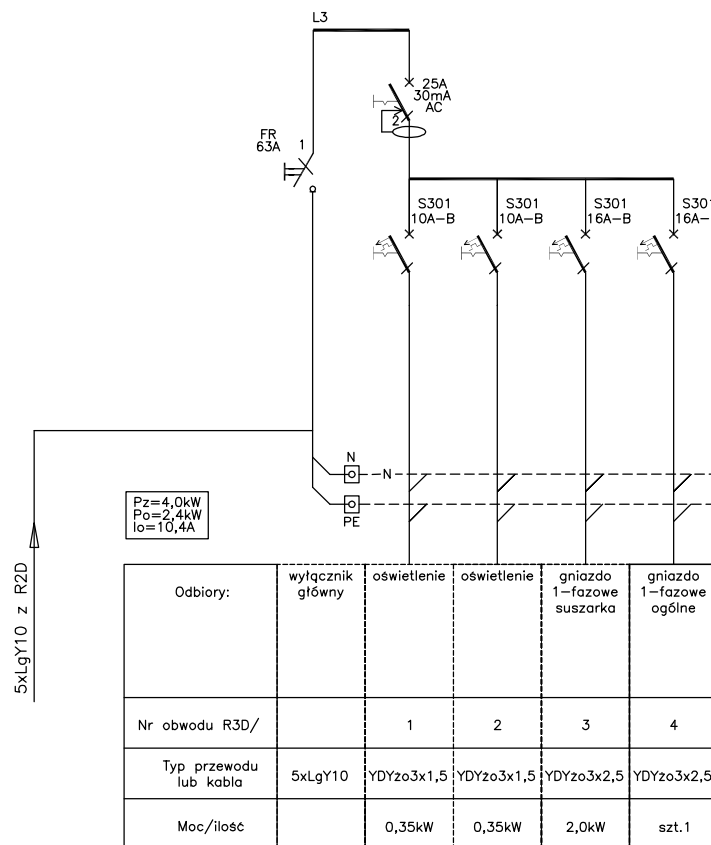 L3
25A
30mA
AC
2
FR
63A
1
S301
10A-B
S301
10A-B
S301
16A-B
S301
16A-
N
N
PE
Pz=4,0kW
Po=2,4kW
Io=10,4A
5xLgY10 z R2D
Odbiory:
wyłącznik
główny
oświetlenie
oświetlenie
gniazdo
1-fazowe
suszarka
gniazdo
1-fazowe
ogólne
Nr obwodu R3D/
1
2
3
4
Typ przewodu
lub kabla
5xLgY10
YDYżo3x1,5
YDYżo3x1,5
YDYżo3x2,5
YDYżo3x2,5
Moc/ilość
0,35kW
0,35kW
2,0kW
szt.1